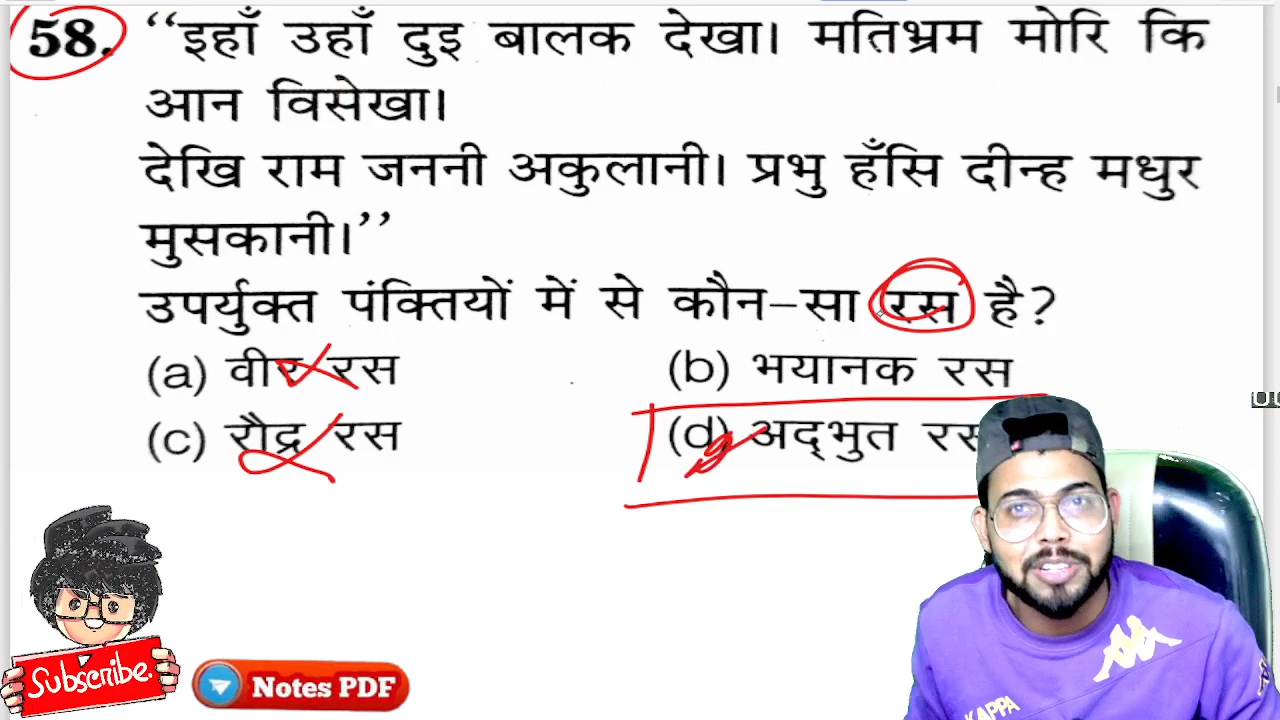 58. ‘‘इहाँ उहाँ दुइ बालक देखा। मतिभ्रम मोरि कि
आन विसेखा।
देखि राम जननी अकुलानी। प्रभु हँसि दीन्ह मधुर
मुसकानी।’’
उपर्युक्त पंक्तियों में से कौन–सा रस है?
(a) वीर रस (b) भयानक रस
(c) रौद्र रस (d) अद्भुत रस
Subscribe.
Notes PDF
KAPPA